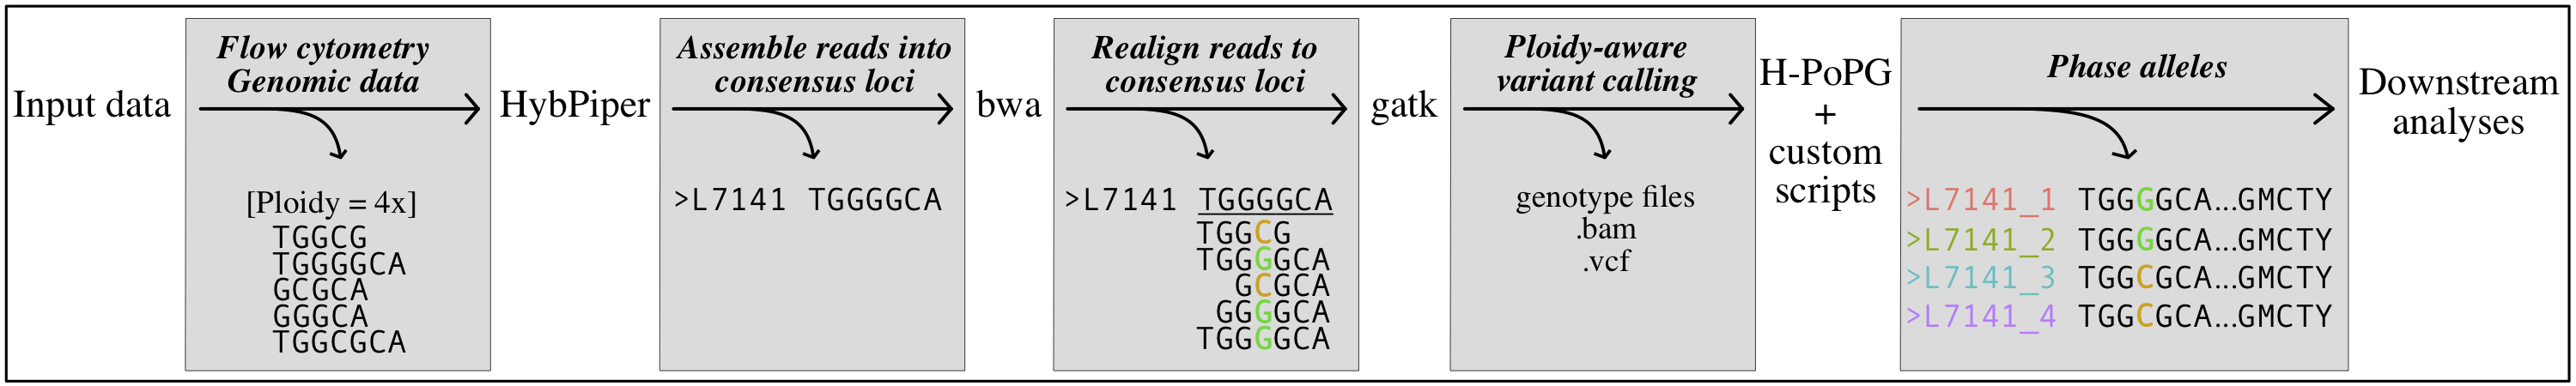 Input data
Flow cytometry
Genomic data
[Ploidy = 4x]
TGGCG
TGGGGCA
GCGCA
GGGCA
TGGCGCA
HybPiper
Assemble reads into
consensus loci
>L7141 TGGGGCA
bwa
Realign reads to
consensus loci
>L7141 TGGGGCA
TGGCG
TGGGGCA
GCGCA
GGGGCA
TGGGGCA
gatk
Ploidy-aware
variant calling
genotype files
.bam
.vcf
H-PoPG
+
custom
scripts
Phase alleles
>L7141_1 TGGGGCA...GMCTY
>L7141_2 TGGGGCA...GMCTY
>L7141_3 TGGCGCA...GMCTY
>L7141_4 TGGCGCA...GMCTY
Downstream
analyses